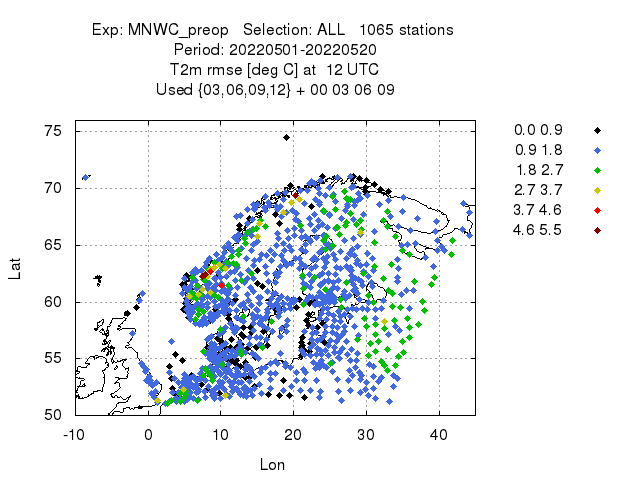 Exp: MNWC_preop Selection: ALL 1065 stations
Period: 20220501-20220520
T2m rmse [deg C] at 12 UTC
Used {03,06,09,12} + 00 03 06 09
0.0 0.9
0.9 1.8
1.8 2.7
2.7 3.7
3.7 4.6
4.6 5.5
75
70
65
60
55
50
Lat
-10 0 10 20 30 40
Lon